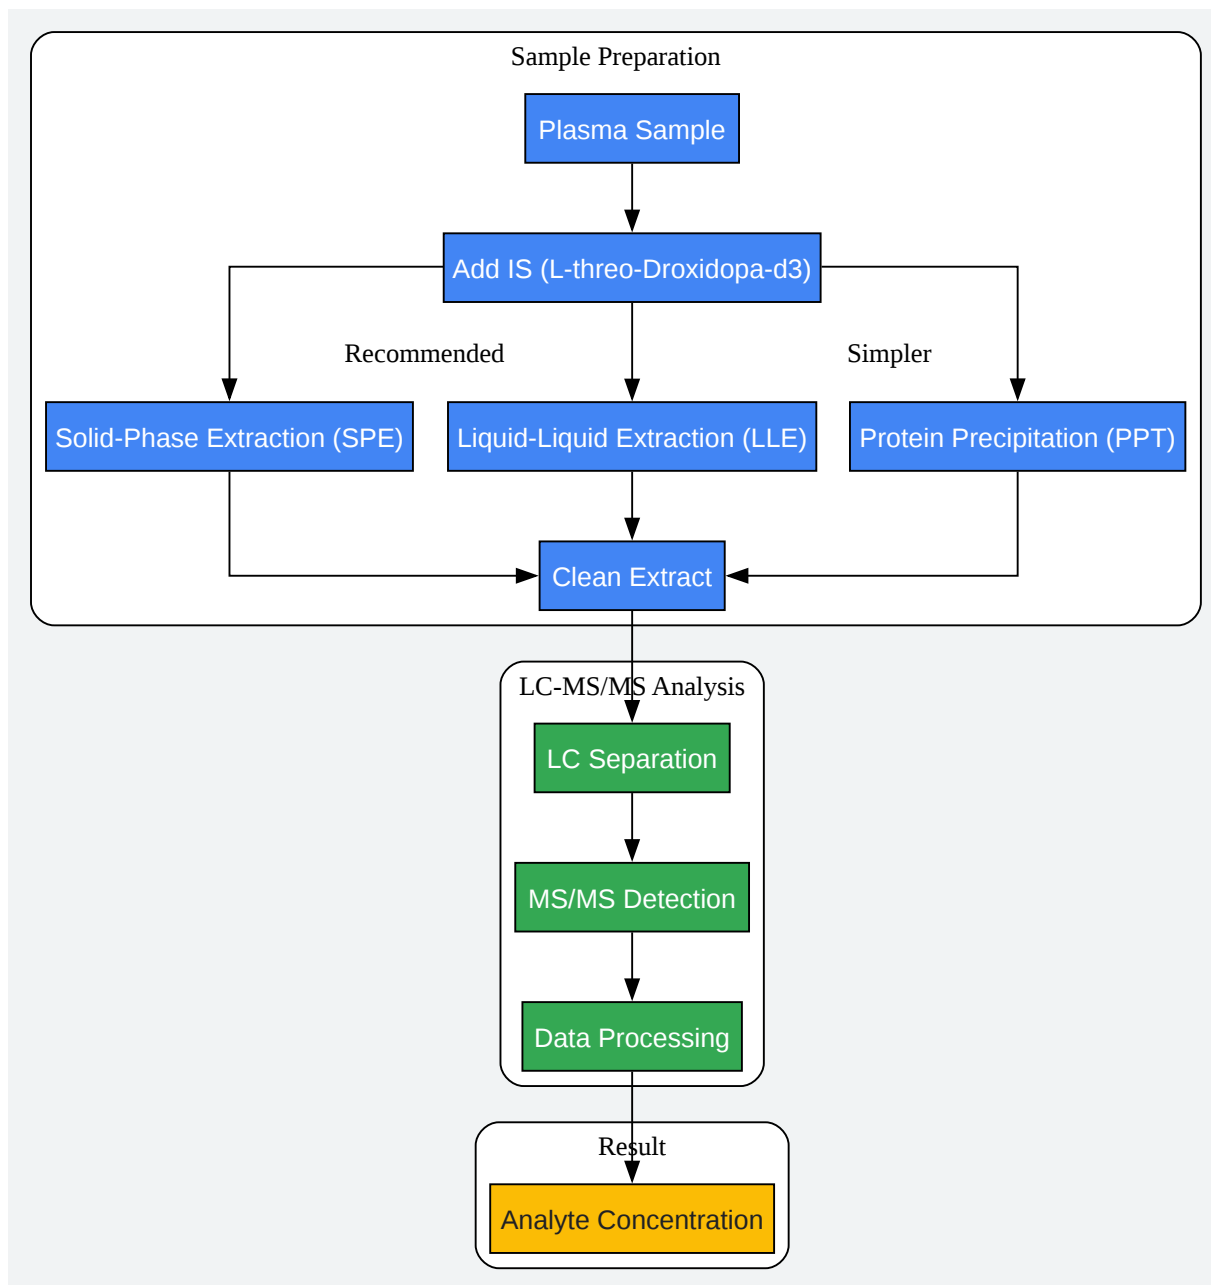 Sample Preparation
Plasma Sample
Add IS (L-threo-Droxidopa-d3)
Recommended
Simpler
Solid-Phase Extraction (SPE)
Liquid-Liquid Extraction (LLE)
Protein Precipitation (PPT)
Clean Extract
LC-MS/MS Analysis
LC Separation
MS/MS Detection
Data Processing
Result
Analyte Concentration